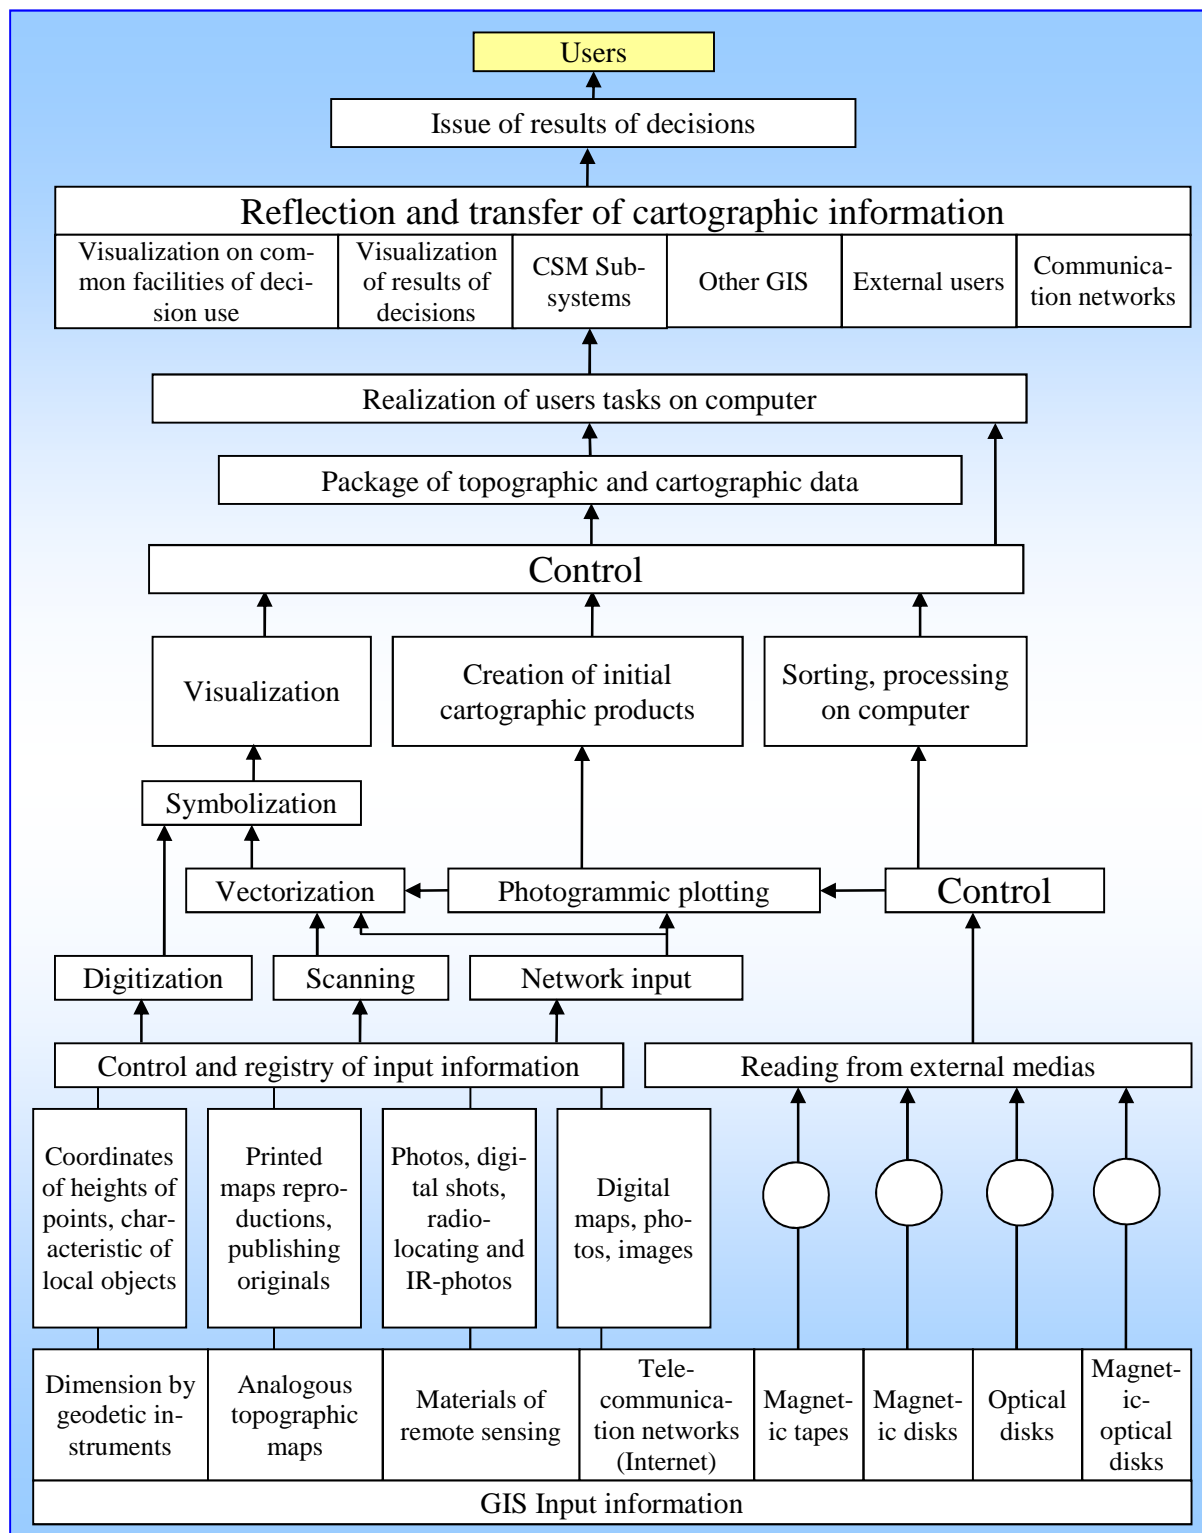 Users
Issue of results of decisions
Reflection and transfer of cartographic information
Visualization on com-
mon facilities of deci-
sion use
Visualization
of results of
decisions
CSM Sub-
systems
Other GIS
External users
Communica-
tion networks
Realization of users tasks on computer
Package of topographic and cartographic data
Control
Visualization
Creation of initial
cartographic products
Sorting, processing
on computer
Symbolization
Vectorization
Photogrammic plotting
Control
Digitization
Scanning
Network input
Control and registry of input information
Reading from external medias
Coordinates
of heights of
points, char-
acteristic of
local objects
Printed
maps repro-
ductions,
publishing
originals
Photos, digi-
tal shots,
radio-
locating and
IR-photos
Digital
maps, pho-
tos, images
Dimension by
geodetic in-
struments
Analogous
topographic
maps
Materials of
remote sensing
Tele-
communica-
tion networks
(Internet)
Magnet-
ic tapes
Magnet-
ic disks
Optical
disks
Magnet-
ic-
optical
disks
GIS Input information